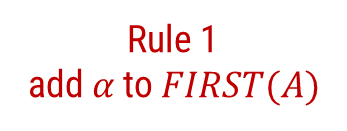 Rule 1
add α to FIRST(A)